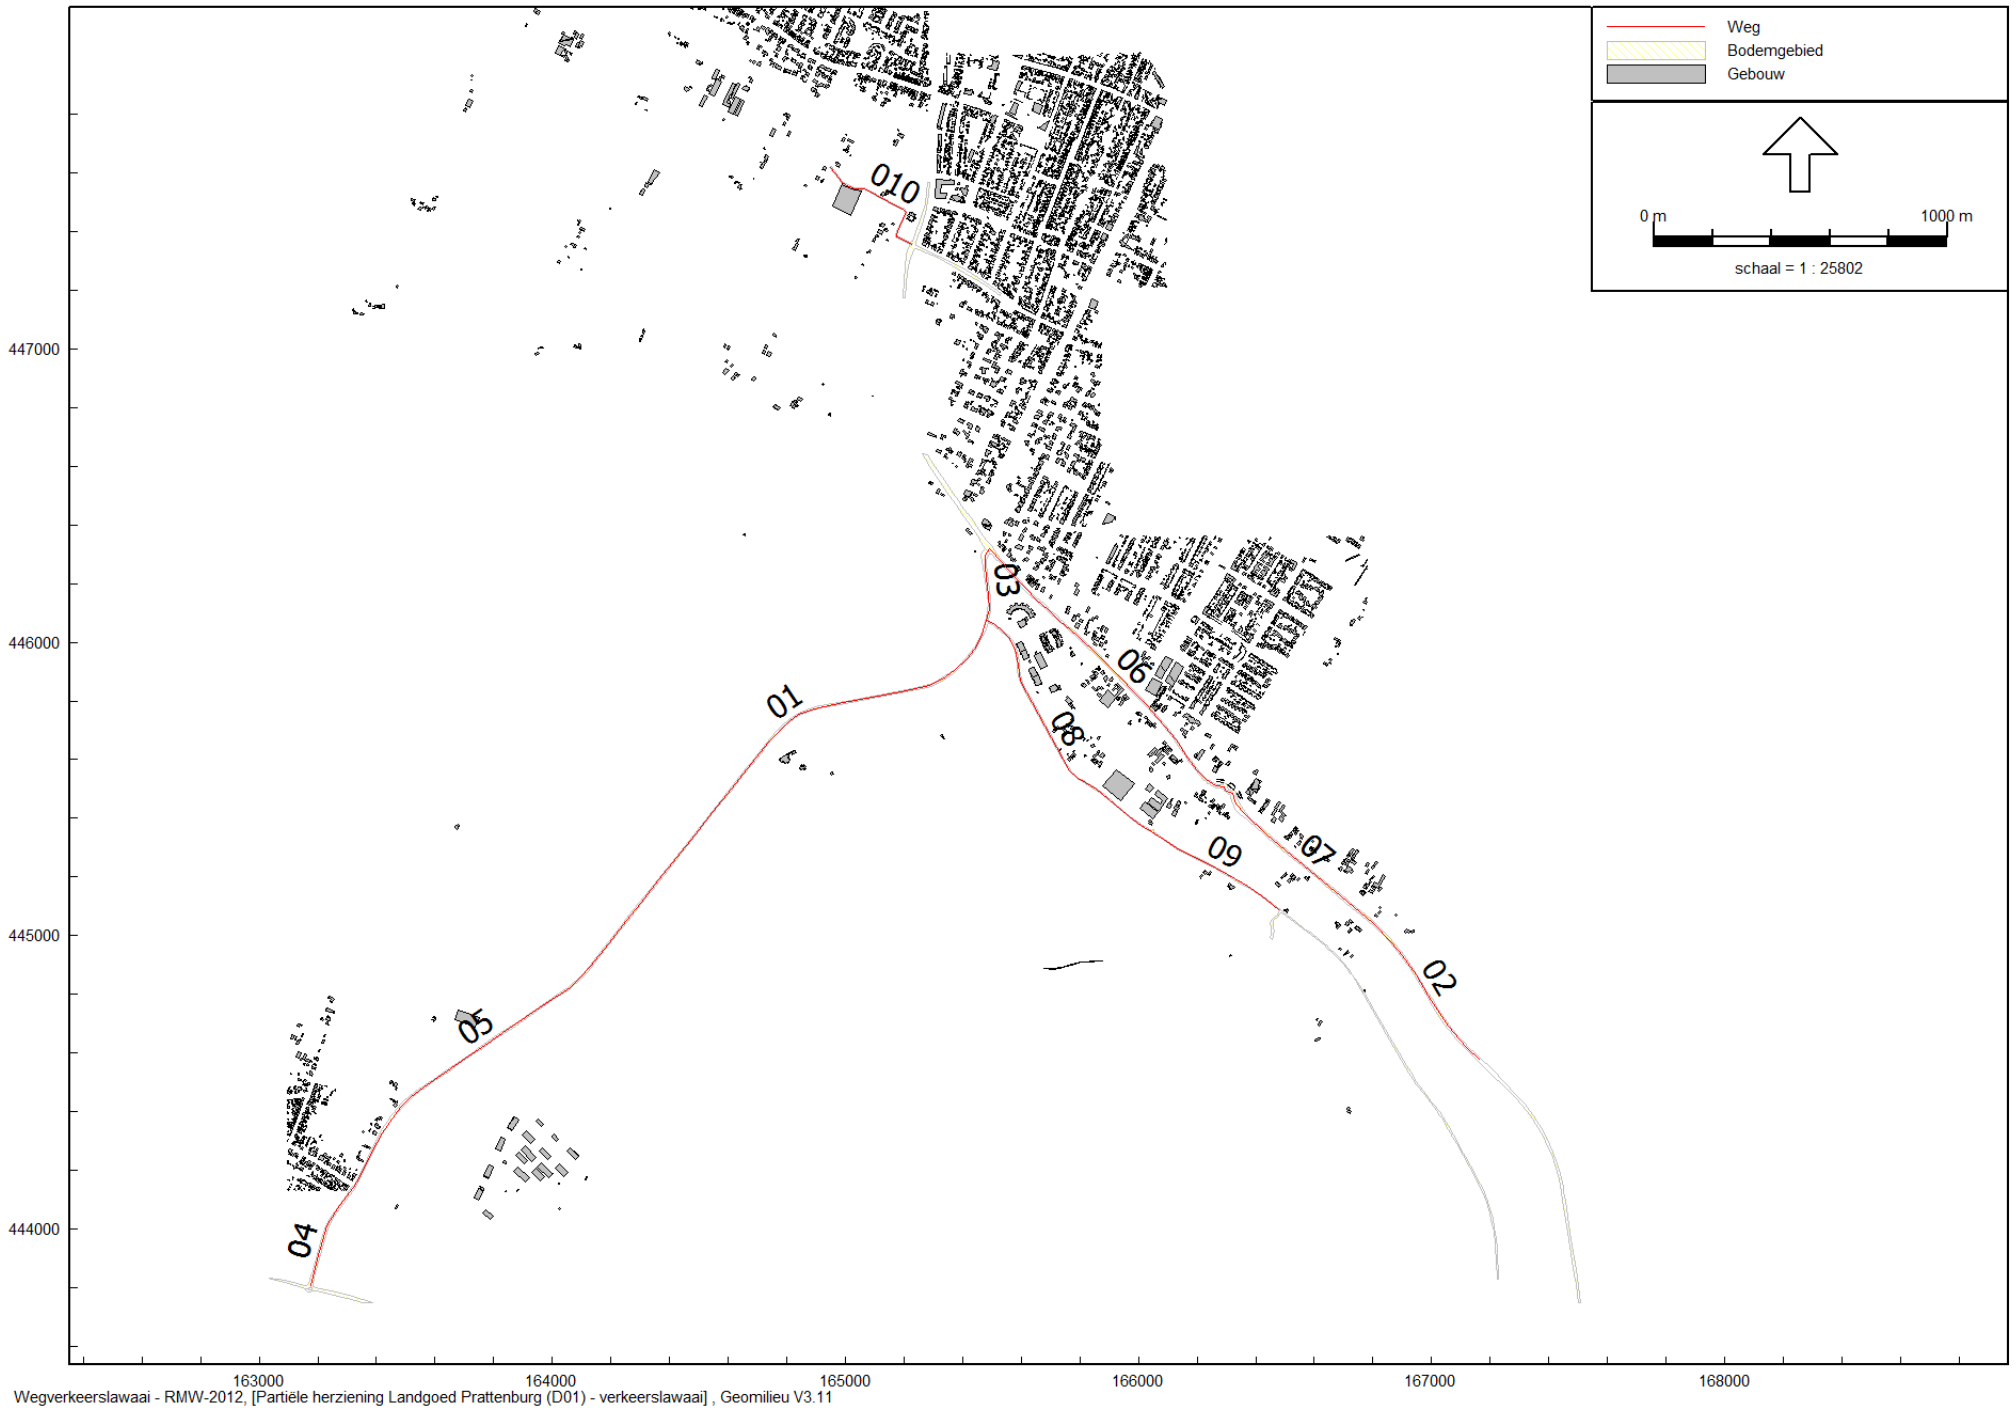 Weg
Bodemgebied
Gebouw
0 m 1000 m
schaal = 1 : 25802
010
447000
03
446000
06
01
08
07
09
445000
02
05
444000
04
163000 164000 165000 166000 167000 168000
Wegverkeerslawaai - RMW-2012, [Partiële herziening Landgoed Prattenburg (D01) - verkeerslawaai] , Geomilieu V3.11